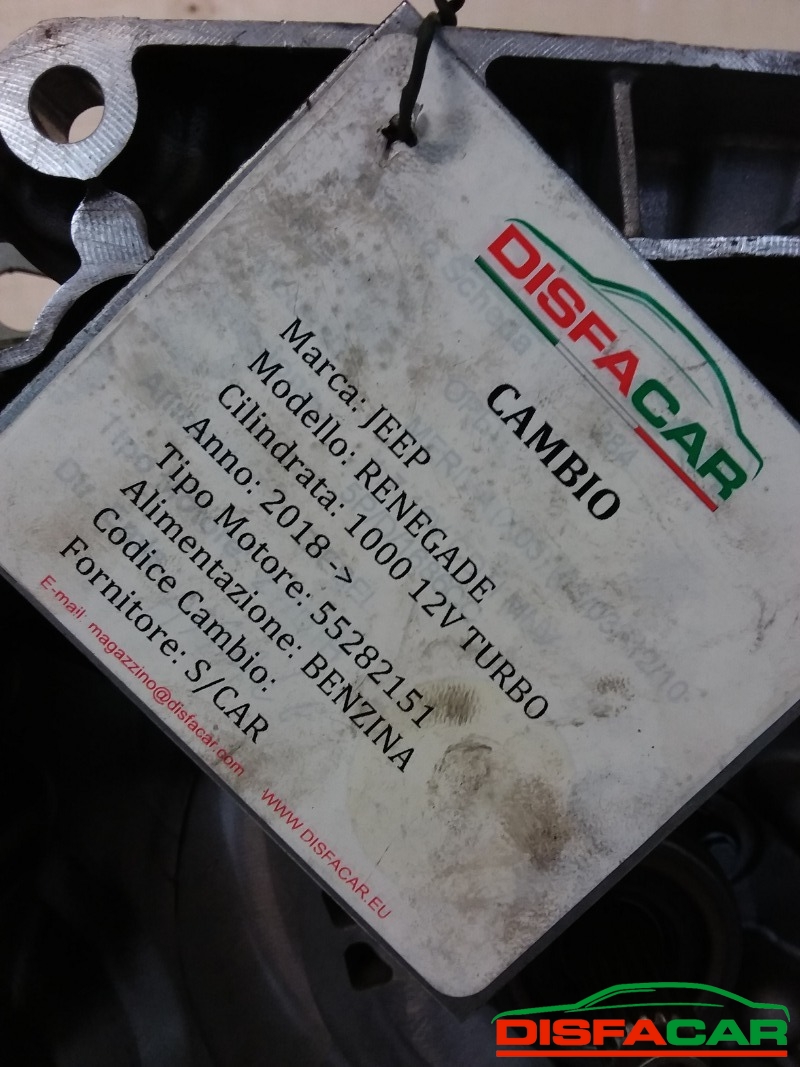 DISFACAR
CAMBIO
Marca: JEEP
Modello: RENEGADE
Cilindrata: 1000 12V TURBO
Anno: 2018 ->
Tipo Motore: 55282151
Alimentazione: BENZINA
Codice Cambio:
Fornitore: S/CAR
E-mail: magazzino@disfacar.com
WWW.DISFACAR.EU
DISFACAR